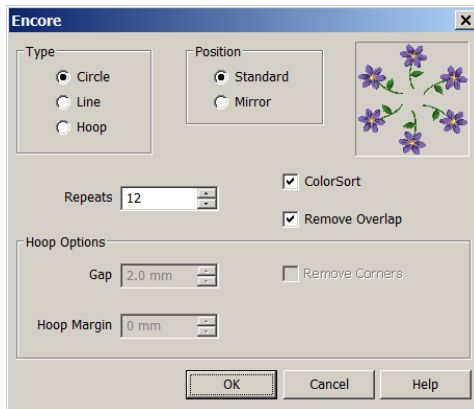 Encore
Type
Position
Circle
Standard
Line
Mirror
Hoop
ColorSort
Repeats 12
Remove Overlap
Hoop Options
Gap 2.0 mm
Remove Corners
Hoop Margin 0 mm
OK Cancel Help